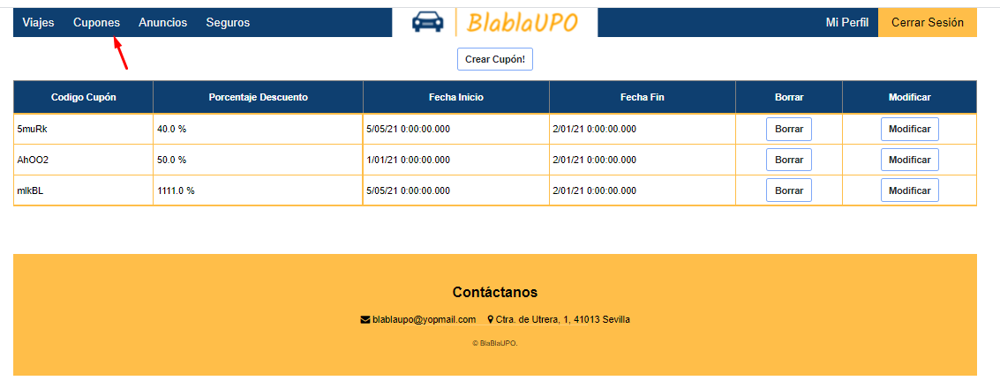 Viajes Cupones Anuncios Seguros BlablaUPO Mi Perfil Cerrar Sesión
Crear Cupón!
Codigo Cupón Porcentaje Descuento Fecha Inicio Fecha Fin Borrar Modificar
5muRk 40.0 % 5/05/21 0:00:00.000 2/01/21 0:00:00.000 Borrar Modificar
AhOO2 50.0 % 1/01/21 0:00:00.000 2/01/21 0:00:00.000 Borrar Modificar
mlkBL 1111.0 % 5/05/21 0:00:00.000 2/01/21 0:00:00.000 Borrar Modificar
Contáctanos
blablaupo@yopmail.com Ctra. de Utrera, 1, 41013 Sevilla
© BlaBlaUPO.